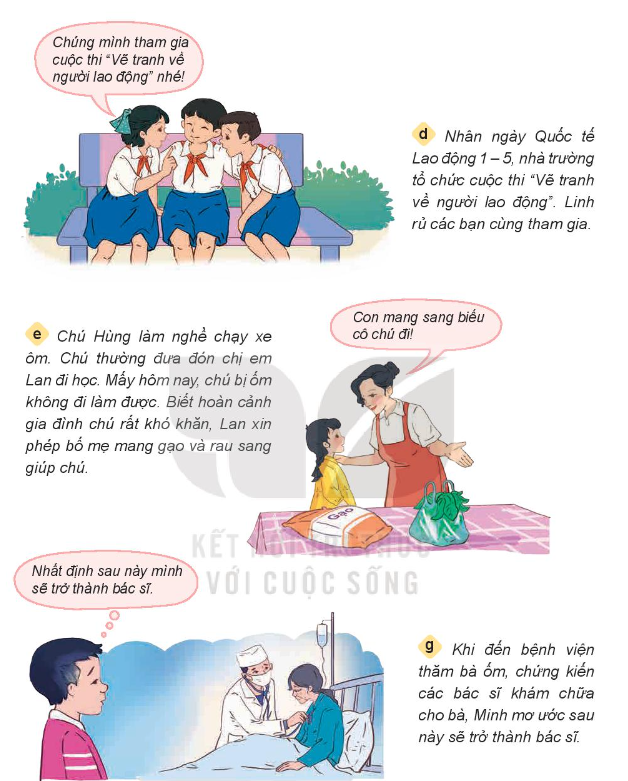 Chúng mình tham gia
cuộc thi “Vẽ tranh về
người lao động” nhé!
d Nhân ngày Quốc tế
Lao động 1 – 5, nhà trường
tổ chức cuộc thi “Vẽ tranh
về người lao động”. Linh
rủ các bạn cùng tham gia.
e Chú Hùng làm nghề chạy xe
ôm. Chú thường đưa đón chị em
Lan đi học. Mấy hôm nay, chú bị ốm
không đi làm được. Biết hoàn cảnh
gia đình chú rất khó khăn, Lan xin
phép bố mẹ mang gạo và rau sang
giúp chú.
Con mang sang biếu
cô chú đi!
Gạo
KẾT NỐI TRI THỨC
VỚI CUỘC SỐNG
Nhất định sau này mình
sẽ trở thành bác sĩ.
g Khi đến bệnh viện
thăm bà ốm, chứng kiến
các bác sĩ khám chữa
cho bà, Minh mơ ước sau
này sẽ trở thành bác sĩ.